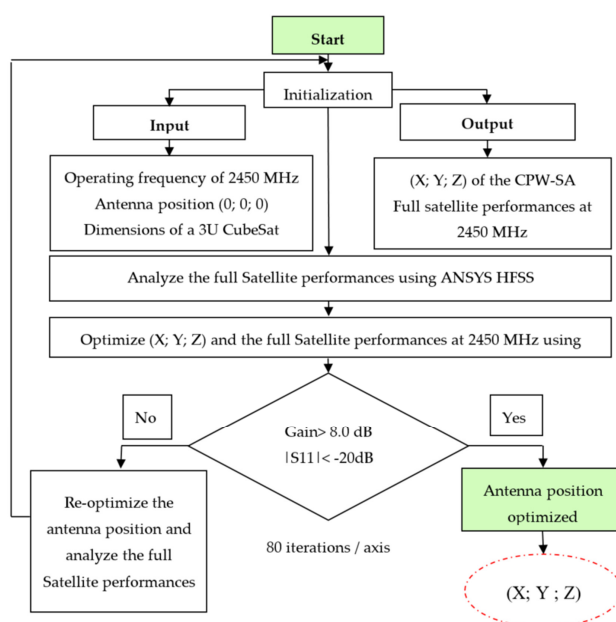 Start
Initialization
Input
Output
Operating frequency of 2450 MHz
Antenna position (0; 0; 0)
Dimensions of a 3U CubeSat
(X; Y; Z) of the CPW-SA
Full satellite performances at
2450 MHz
Analyze the full Satellite performances using ANSYS HFSS
Optimize (X; Y; Z) and the full Satellite performances at 2450 MHz using
No
Yes
Gain> 8.0 dB
|S11|< -20dB
Re-optimize the
antenna position and
analyze the full
Satellite performances
80 iterations / axis
Antenna position
optimized
(X; Y ; Z)